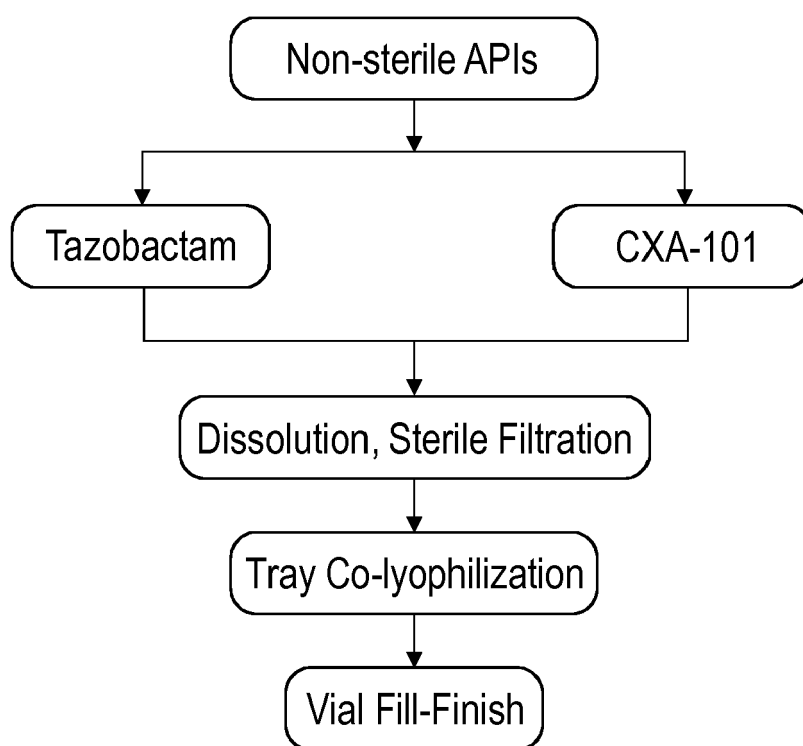 Non-sterile APIs
Tazobactam
CXA-101
Dissolution, Sterile Filtration
Tray Co-lyophilization
Vial Fill-Finish